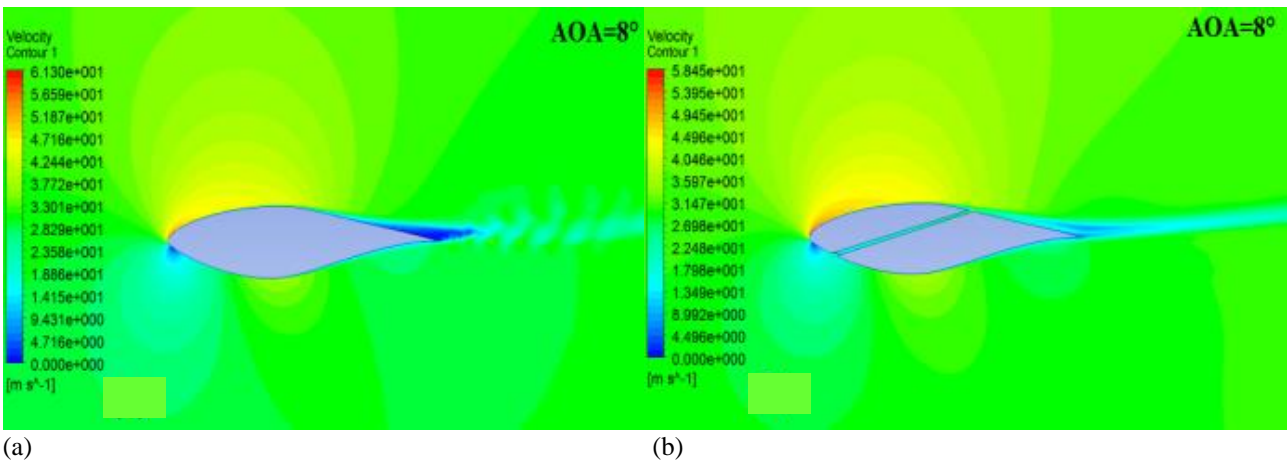 AOA=8°
Velocity
Contour 1
6.130e+001
5.659e+001
5.187e+001
4.716e+001
4.244e+001
3.772e+001
3.301e+001
2.829e+001
2.358e+001
1.886e+001
1.415e+001
9.431e+000
4.716e+000
0.000e+000
[m s^-1]
(a)
AOA=8°
Velocity
Contour 1
5.845e+001
5.395e+001
4.945e+001
4.496e+001
4.046e+001
3.597e+001
3.147e+001
2.698e+001
2.248e+001
1.798e+001
1.349e+001
8.992e+000
4.496e+000
0.000e+000
[m s^-1]
(b)